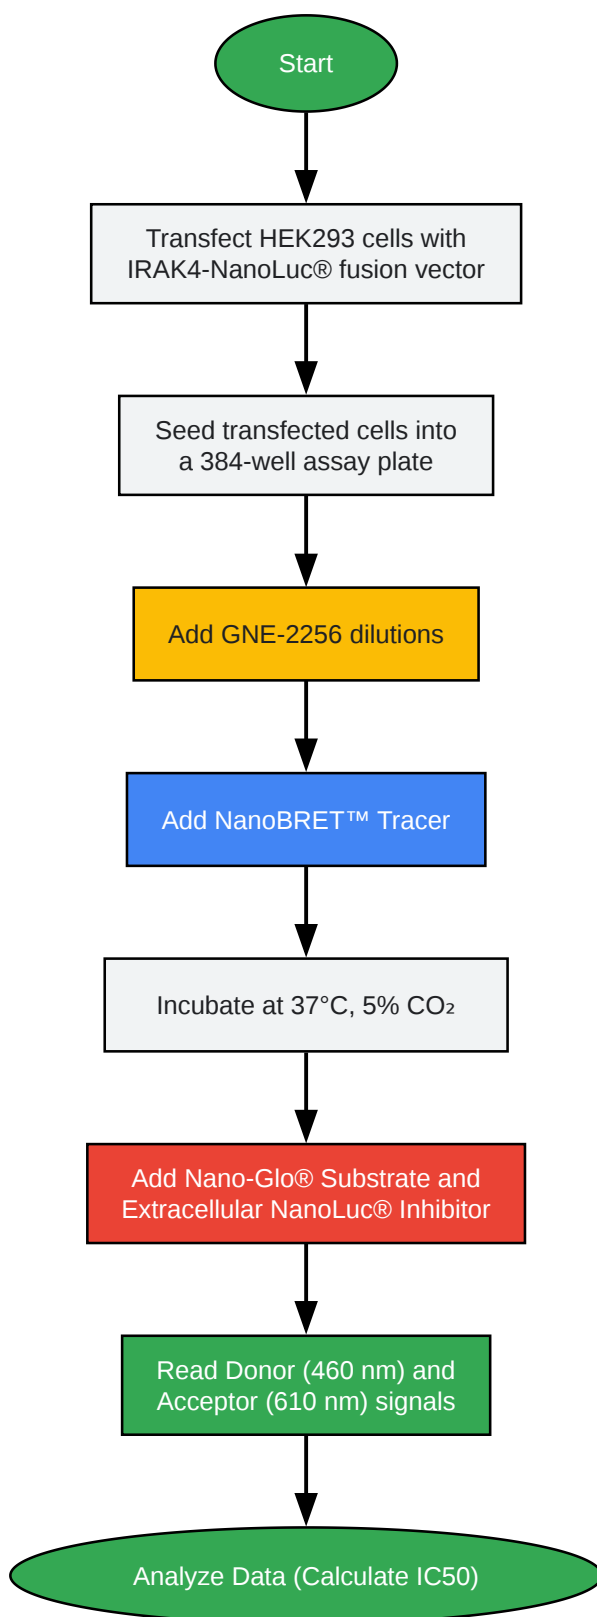 Start
Transfect HEK293 cells with
IRAK4-NanoLuc® fusion vector
Seed transfected cells into
a 384-well assay plate
Add GNE-2256 dilutions
Add NanoBRET™ Tracer
Incubate at 37°C, 5% CO₂
Add Nano-Glo® Substrate and
Extracellular NanoLuc® Inhibitor
Read Donor (460 nm) and
Acceptor (610 nm) signals
Analyze Data (Calculate IC50)